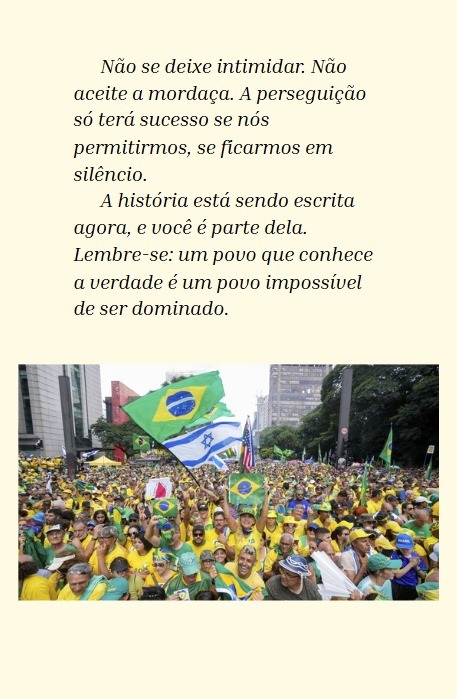 Não se deixe intimidar. Não
aceite a mordaça. A perseguição
só terá sucesso se nós
permitirmos, se ficarmos em
silêncio.
A história está sendo escrita
agora, e você é parte dela.
Lembre-se: um povo que conhece
a verdade é um povo impossível
de ser dominado.